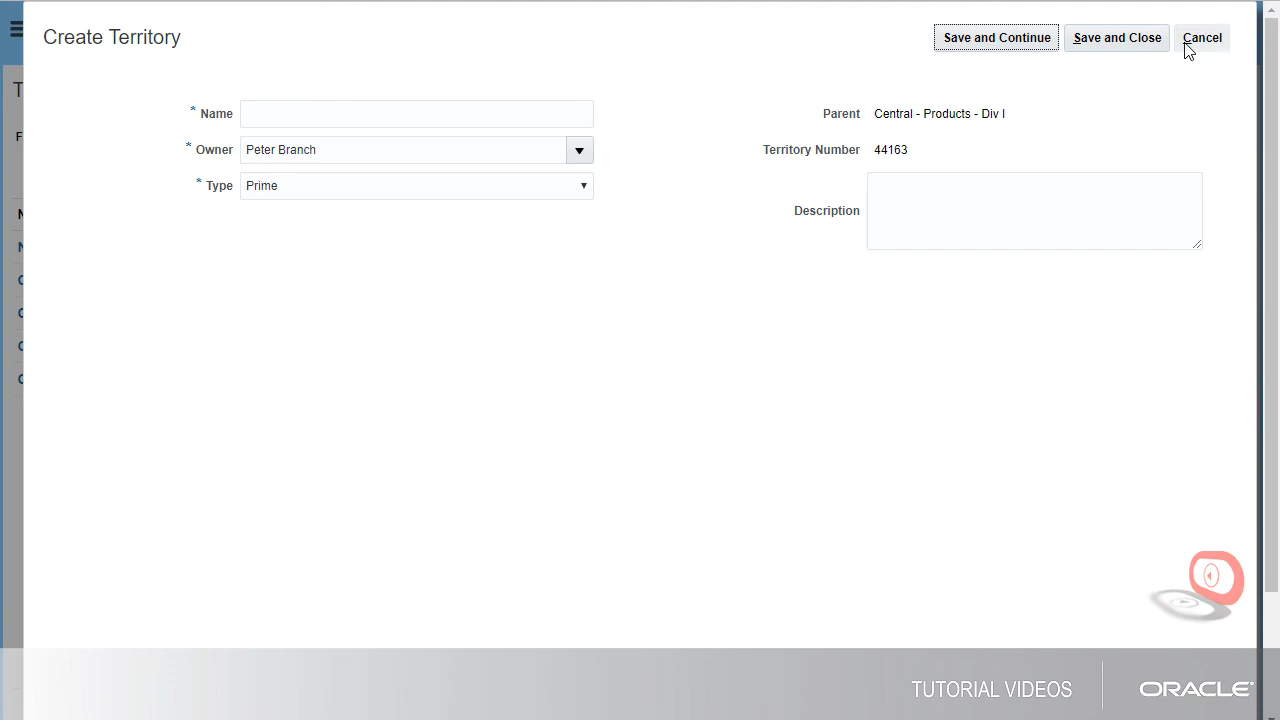 Create Territory
Save and Continue
Save and Close
Cancel
* Name
* Owner Peter Branch
* Type Prime
Parent Central - Products - Div I
Territory Number 44163
Description
T
F
TUTORIAL VIDEOS
ORACLE®